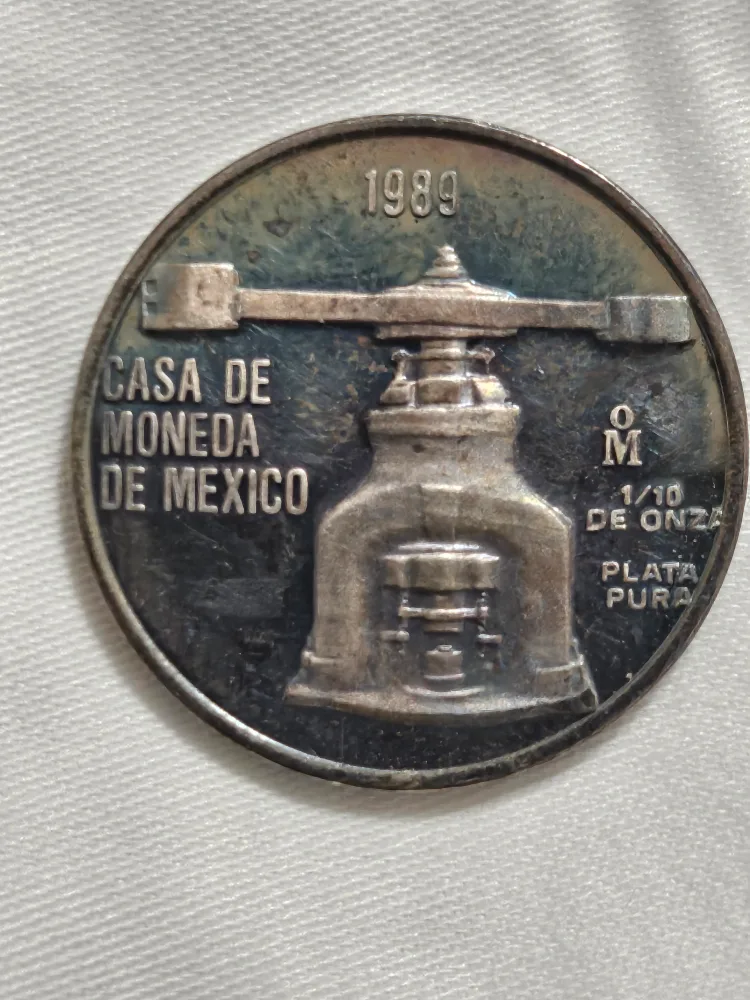 1989
CASA DE
MONEDA
DE MEXICO
o
M
1/10
DE ONZA
PLATA
PURA